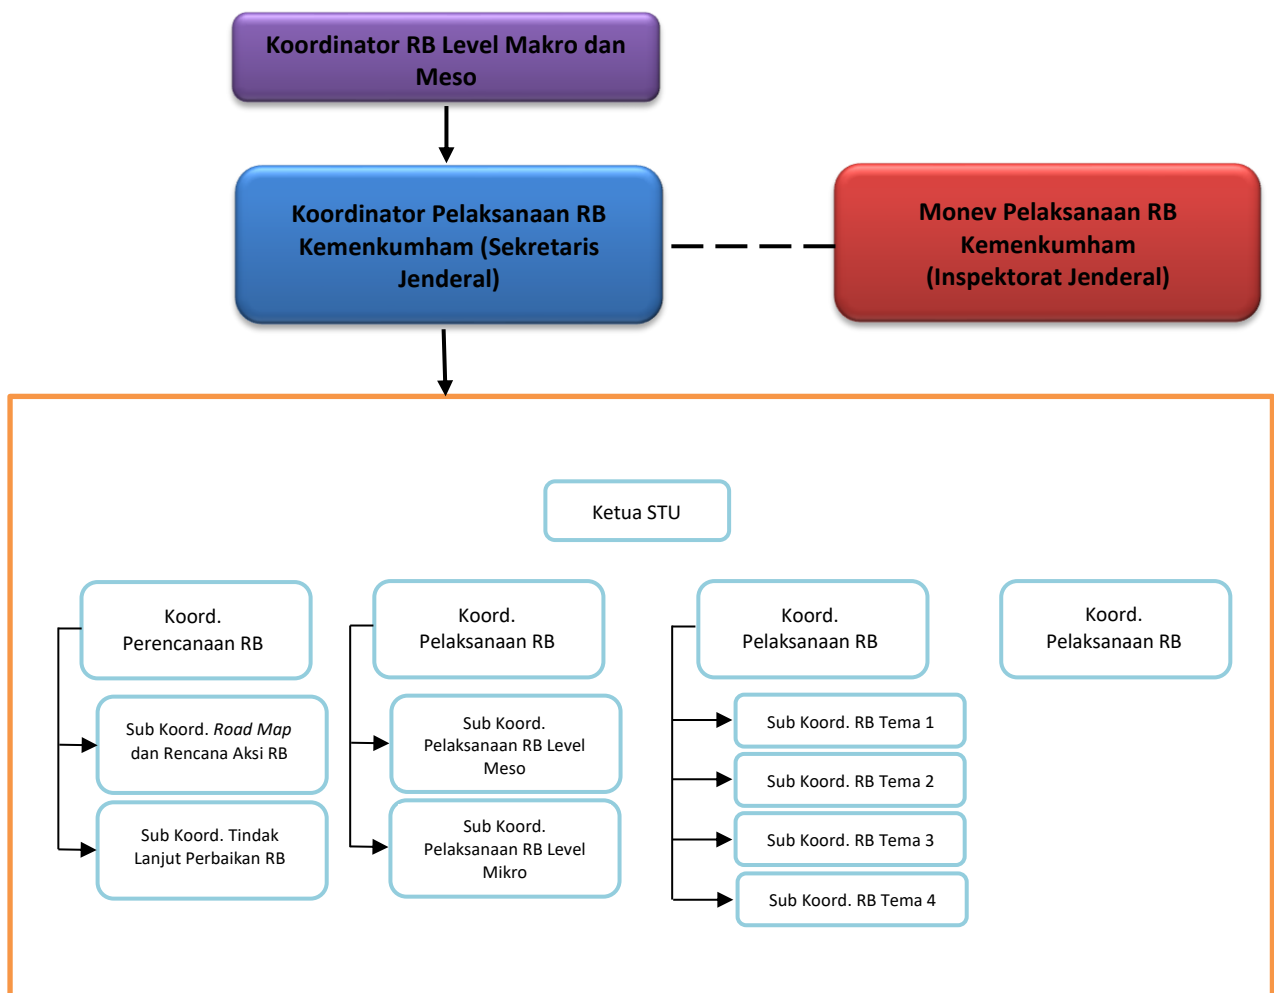 Koordinator RB Level Makro dan
Meso
Koordinator Pelaksanaan RB
Kemenkumham (Sekretaris
Jenderal)
Monev Pelaksanaan RB
Kemenkumham
(Inspektorat Jenderal)
Ketua STU
Koord.
Perencanaan RB
Sub Koord. Road Map
dan Rencana Aksi RB
Sub Koord. Tindak
Lanjut Perbaikan RB
Koord.
Pelaksanaan RB
Sub Koord.
Pelaksanaan RB Level
Meso
Sub Koord.
Pelaksanaan RB Level
Mikro
Koord.
Pelaksanaan RB
Sub Koord. RB Tema 1
Sub Koord. RB Tema 2
Sub Koord. RB Tema 3
Sub Koord. RB Tema 4
Koord.
Pelaksanaan RB